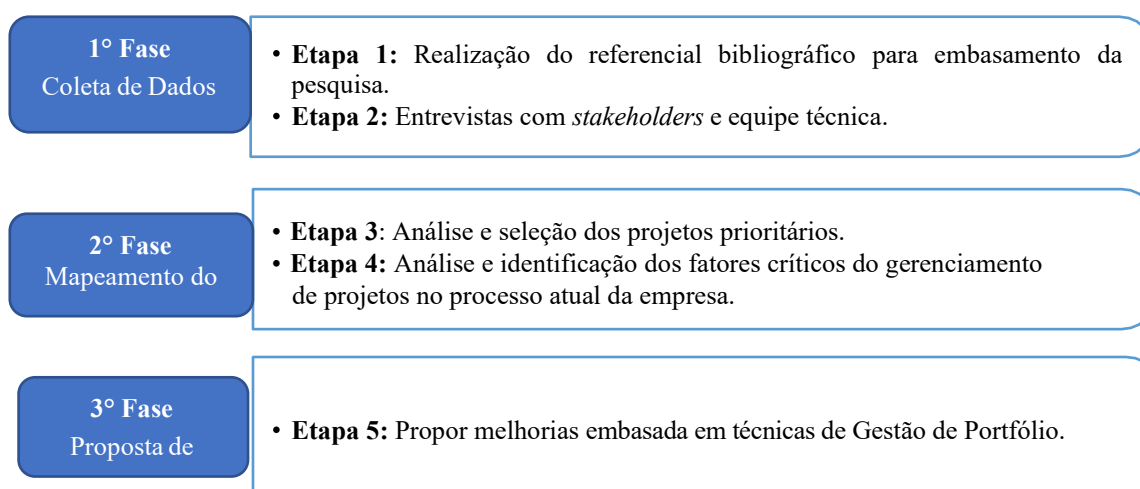 1° Fase
Coleta de Dados
• Etapa 1: Realização do referencial bibliográfico para embasamento da
pesquisa.
• Etapa 2: Entrevistas com stakeholders e equipe técnica.
2° Fase
Mapeamento do
• Etapa 3: Análise e seleção dos projetos prioritários.
• Etapa 4: Análise e identificação dos fatores críticos do gerenciamento
de projetos no processo atual da empresa.
3° Fase
Proposta de
• Etapa 5: Propor melhorias embasada em técnicas de Gestão de Portfólio.